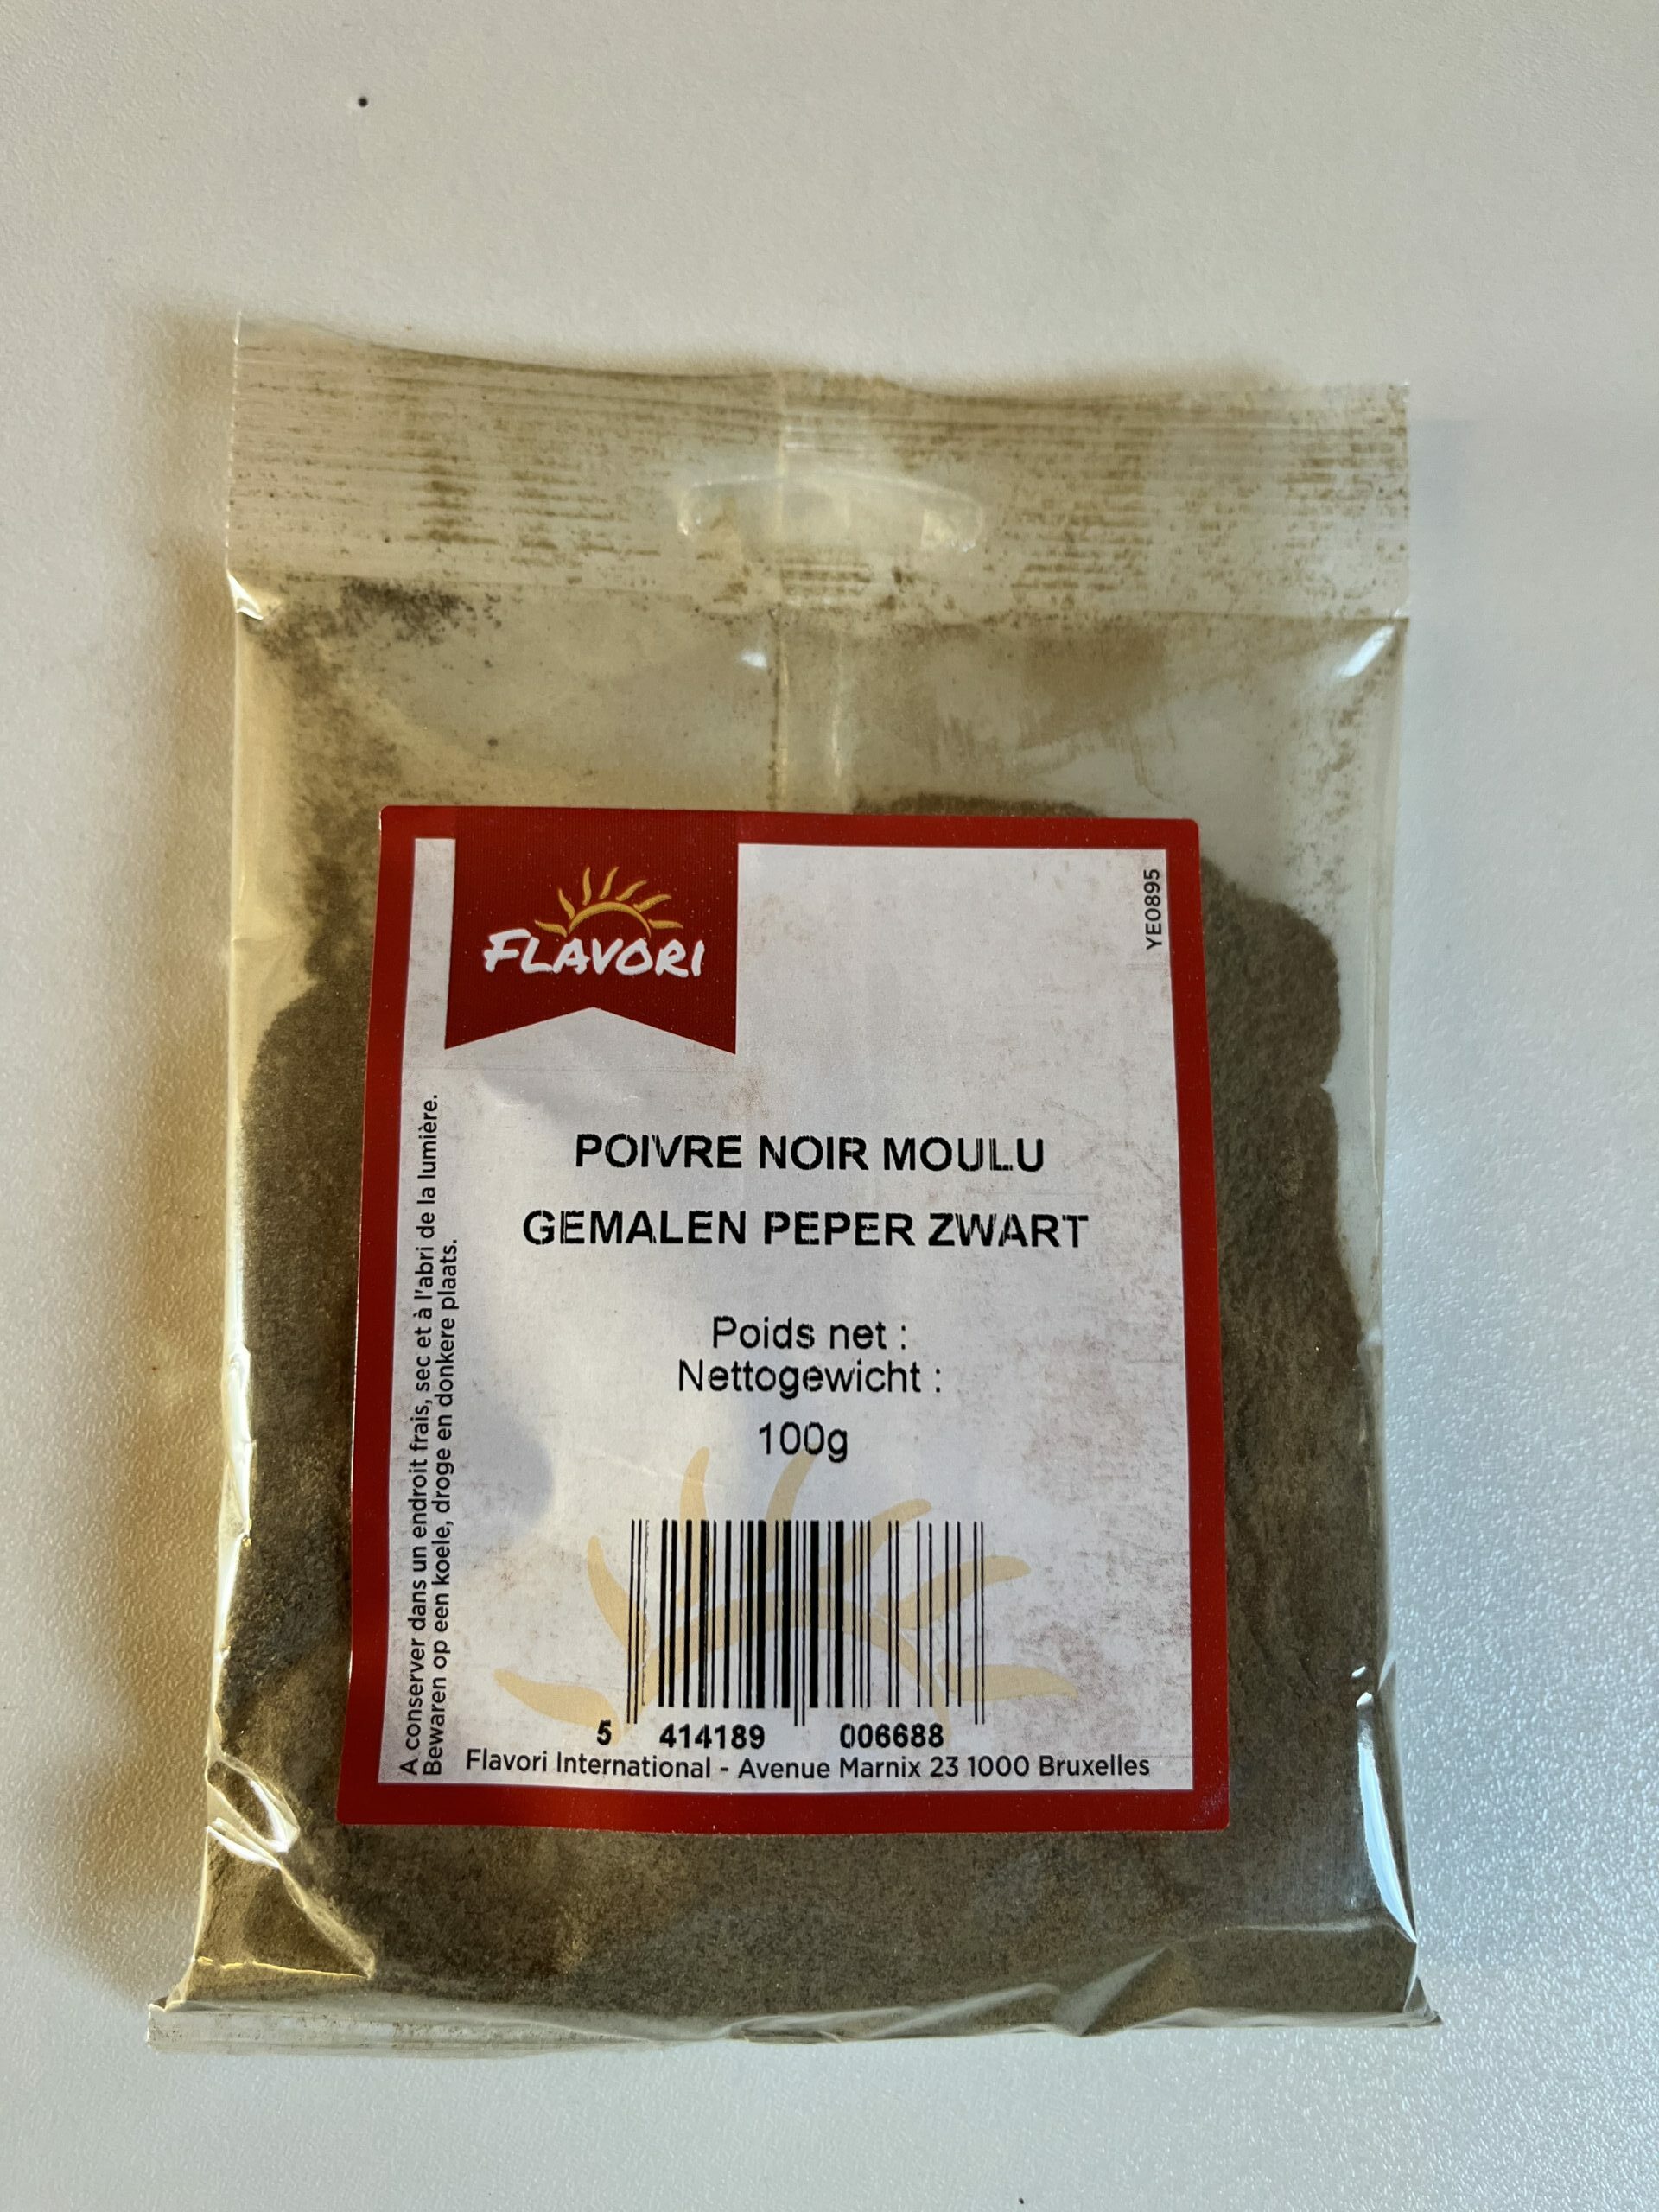 FLAVORI
YE0895
POIVRE NOIR MOULU
GEMALEN PEPER ZWART
Poids net :
Nettogewicht :
100g
A conserver dans un endroit frais, sec et à l'abri de la lumière.
Bewaren op een koele, droge en donkere plaats.
5 414189 006688
Flavori International - Avenue Marnix 23 1000 Bruxelles